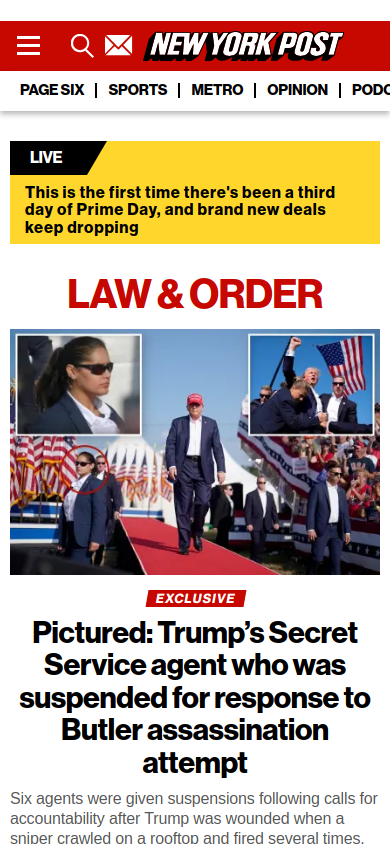 NEW YORK POST
PAGE SIX
SPORTS
METRO
OPINION
PODC
LIVE
This is the first time there's been a third
day of Prime Day, and brand new deals
keep dropping
LAW & ORDER
EXCLUSIVE
Pictured: Trump’s Secret
Service agent who was
suspended for response to
Butler assassination
attempt
Six agents were given suspensions following calls for
accountability after Trump was wounded when a
sniper crawled on a rooftop and fired several times.